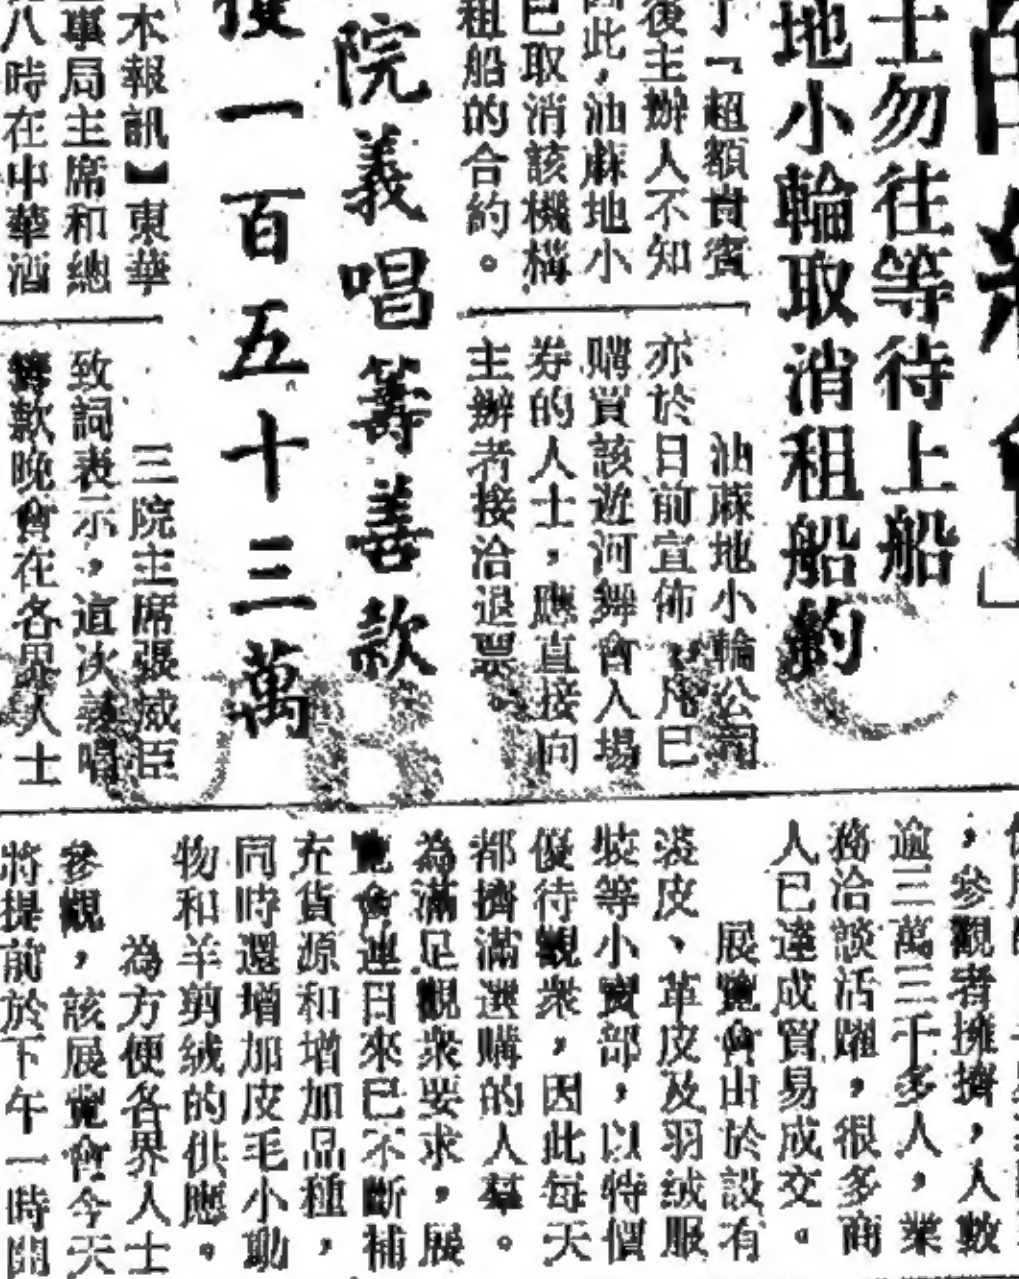 士勿往等待上船
地小輪取消租船約
「超額貴賓
後主辦人不知
此,油蔴地小
已取消該機構
租船的合約。
油蔴地小輪公司
亦於日前宣佈,凡已
購買該遊河舞會入場
券的人士,應直接向
主辦者接洽退票。
院義唱籌善款
一百五十三萬
本報訊】東華
事局主席和總
八時在中華酒
三院主席張威臣
致詞表示,這次義唱
籌款晚會在各界人士
,參觀者擁擠,人數
逾三萬三千多人,業
務洽談活躍,很多商
人已達成貿易成交。
展覽會由於設有
裘皮、革皮及羽絨服
裝等小賣部,以特價
優待觀衆,因此每天
都擠滿選購的人羣。
為滿足觀衆要求,展
覽會連日來已不斷補
充貨源和增加品種,
同時還增加皮毛小動
物和羊剪絨的供應。
為方便各界人士
參觀,該展覽會今天
將提前於下午一時開